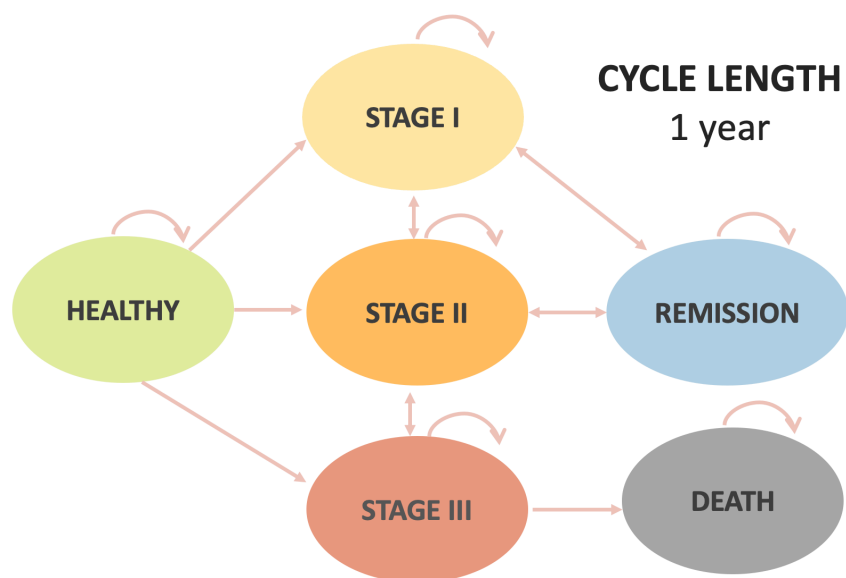 CYCLE LENGTH
1 year
STAGE I
HEALTHY
STAGE II
REMISSION
STAGE III
DEATH